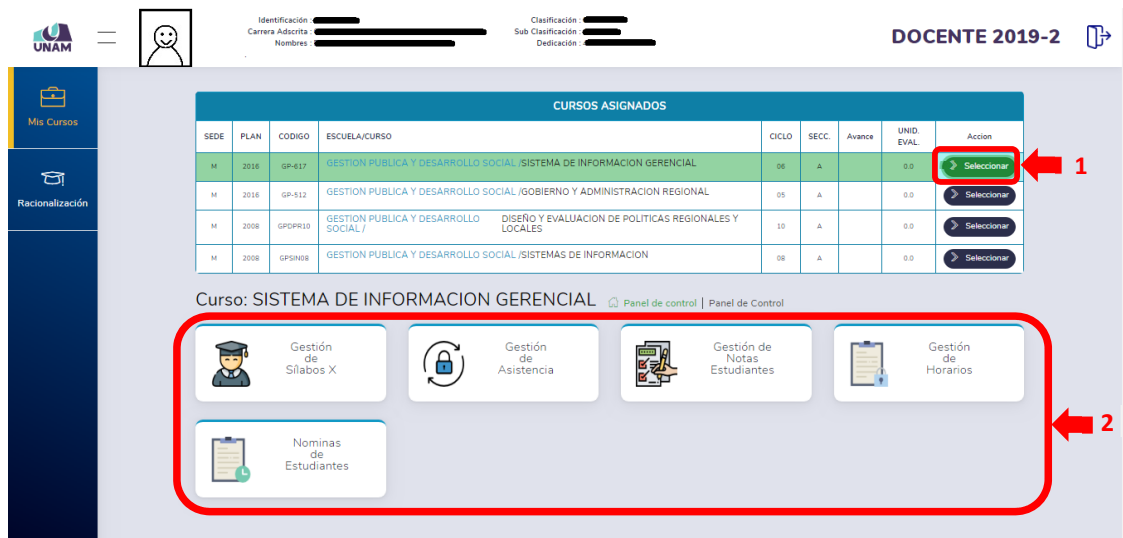 UNAM
Identificación :
Carrera Adscrita :
Nombres :
Clasificación :
Sub Clasificación :
Dedicación :
DOCENTE 2019-2
Mis Cursos
Racionalización
CURSOS ASIGNADOS
SEDE PLAN CODIGO ESCUELA/CURSO CICLO SECC. Avance UNID. EVAL. Accion
M 2016 GP-617 GESTION PUBLICA Y DESARROLLO SOCIAL /SISTEMA DE INFORMACION GERENCIAL 06 A 0.0 Seleccionar
1
M 2016 GP-512 GESTION PUBLICA Y DESARROLLO SOCIAL /GOBIERNO Y ADMINISTRACION REGIONAL 05 A 0.0 Seleccionar
M 2008 GPDPR10 GESTION PUBLICA Y DESARROLLO SOCIAL / DISEÑO Y EVALUACION DE POLITICAS REGIONALES Y LOCALES 10 A 0.0 Seleccionar
M 2008 GPSIN08 GESTION PUBLICA Y DESARROLLO SOCIAL /SISTEMAS DE INFORMACION 08 A 0.0 Seleccionar
Curso: SISTEMA DE INFORMACION GERENCIAL Panel de control | Panel de Control
Gestión
de
Sílabos X
Gestión
de
Asistencia
Gestión de
Notas
Estudiantes
Gestión
de
Horarios
2
Nominas
de
Estudiantes